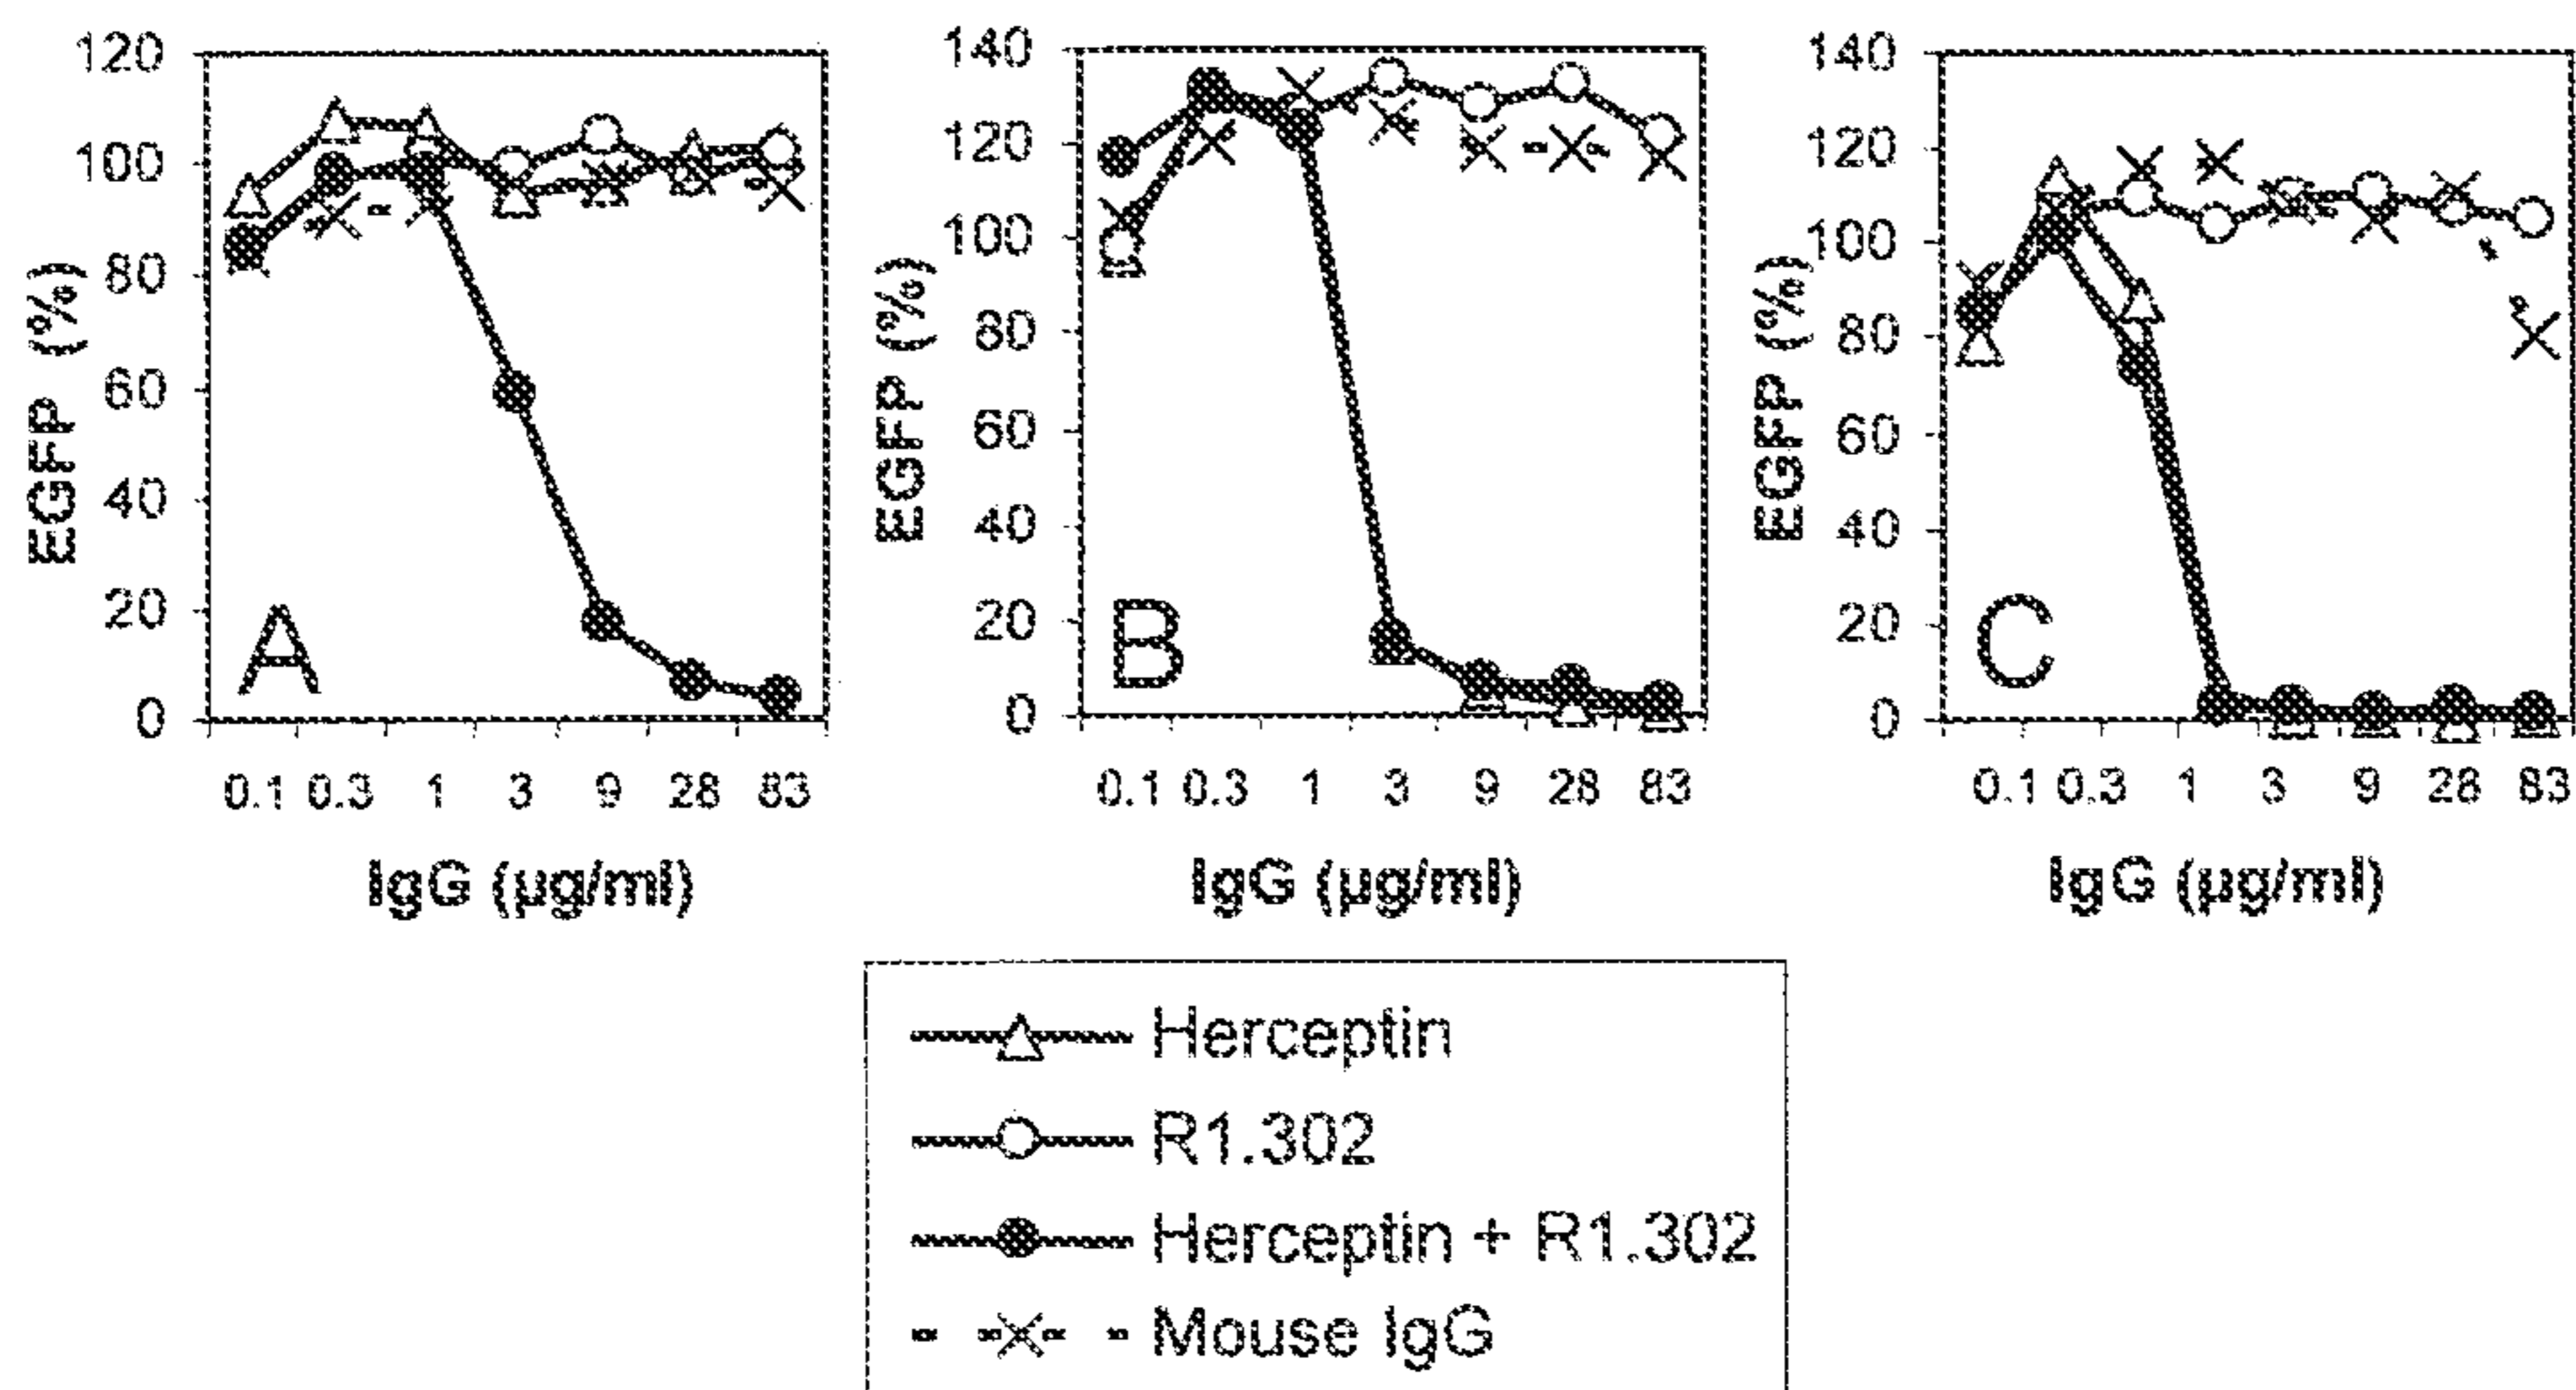 120
100
80
60
40
20
0
EGFP (%)
A
0.1 0.3 1 3 9 28 83
IgG (µg/ml)
140
120
100
80
60
40
20
0
EGFP (%)
B
0.1 0.3 1 3 9 28 83
IgG (µg/ml)
140
120
100
80
60
40
20
0
EGFP (%)
C
0.1 0.3 1 3 9 28 83
IgG (µg/ml)
Herceptin
R1.302
Herceptin + R1.302
Mouse IgG